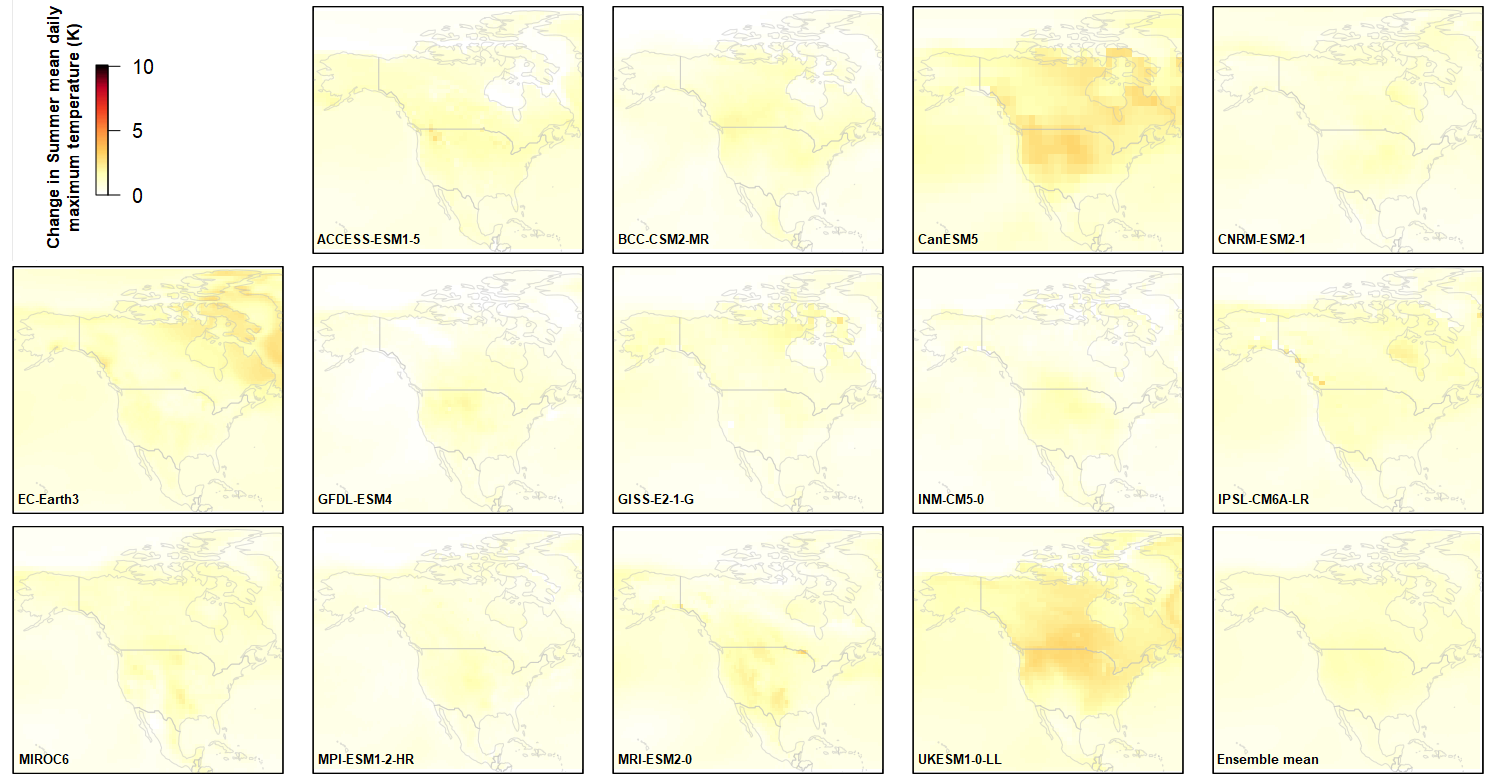 Change in Summer mean daily
maximum temperature (K)
10
5
0
ACCESS-ESM1-5
BCC-CSM2-MR
CanESM5
CNRM-ESM2-1
EC-Earth3
GFDL-ESM4
GISS-E2-1-G
INM-CM5-0
IPSL-CM6A-LR
MIROC6
MPI-ESM1-2-HR
MRI-ESM2-0
UKESM1-0-LL
Ensemble mean